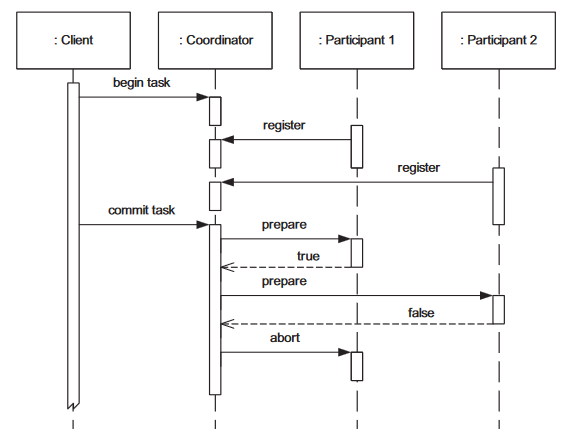 : Client
: Coordinator
: Participant 1
: Participant 2
begin task
register
register
commit task
prepare
true
prepare
false
abort